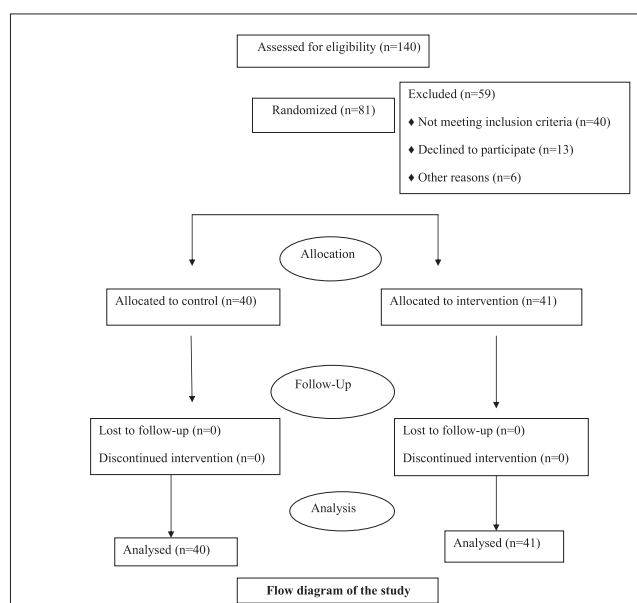 Assessed for eligibility (n=140)
Excluded (n=59)
Randomized (n=81)
♦ Not meeting inclusion criteria (n=40)
♦ Declined to participate (n=13)
♦ Other reasons (n=6)
Allocation
Allocated to control (n=40)
Allocated to intervention (n=41)
Follow-Up
Lost to follow-up (n=0)
Discontinued intervention (n=0)
Lost to follow-up (n=0)
Discontinued intervention (n=0)
Analysis
Analysed (n=40)
Analysed (n=41)
Flow diagram of the study